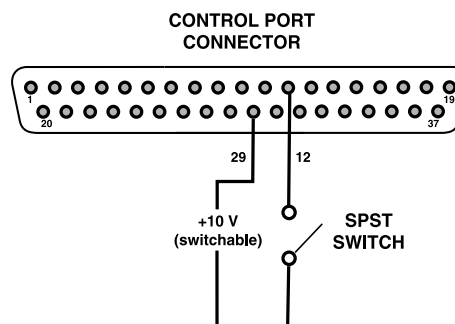 CONTROL PORT
CONNECTOR
1
19
20
37
29
12
+10 V
(switchable)
SPST
SWITCH